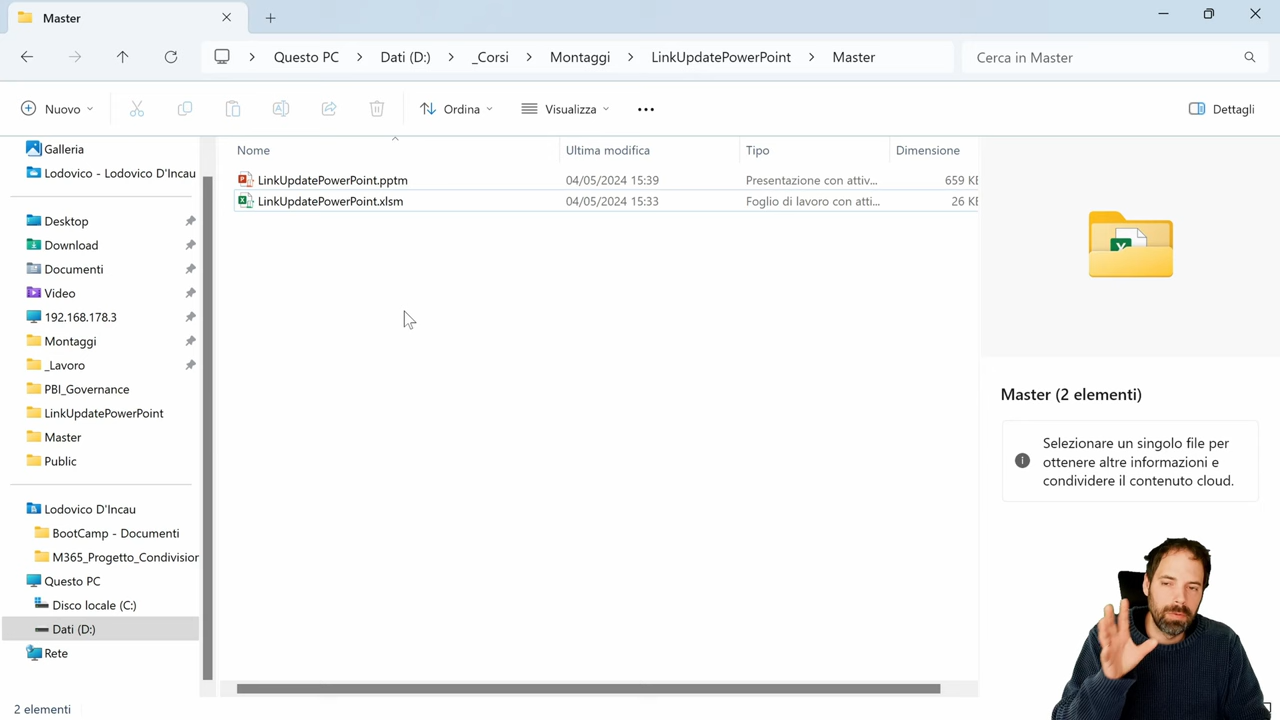 Master
Questo PC > Dati (D:) > _Corsi > Montaggi > LinkUpdatePowerPoint > Master
Cerca in Master
Nuovo
Ordina
Visualizza
Dettagli
Galleria
Lodovico - Lodovico D'Incau
Desktop
Download
Documenti
Video
192.168.178.3
Montaggi
_Lavoro
PBI_Governance
LinkUpdatePowerPoint
Master
Public
Lodovico D'Incau
BootCamp - Documenti
M365_Progetto_Condivision
Questo PC
Disco locale (C:)
Dati (D:)
Rete
Nome Ultima modifica Tipo Dimensione
LinkUpdatePowerPoint.pptm 04/05/2024 15:39 Presentazione con attiv... 659 KE
LinkUpdatePowerPoint.xlsm 04/05/2024 15:33 Foglio di lavoro con atti... 26 KE
Master (2 elementi)
Selezionare un singolo file per
ottenere altre informazioni e
condividere il contenuto cloud.
2 elementi